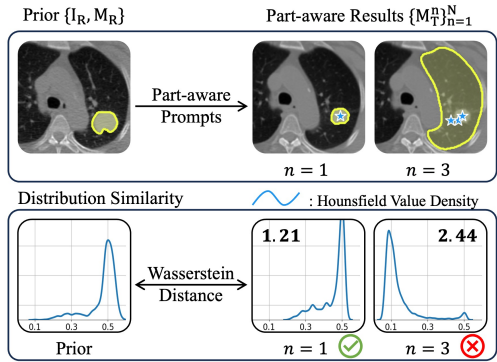 Prior {I_R, M_R}
Part-aware Results {M_T^n}_{n=1}^N
Part-aware
Prompts
n = 1
n = 3
Distribution Similarity
: Hounsfield Value Density
1.21
2.44
Wasserstein
Distance
0.1 0.3 0.5
0.1 0.3 0.5
0.1 0.3 0.5
Prior
n = 1
n = 3